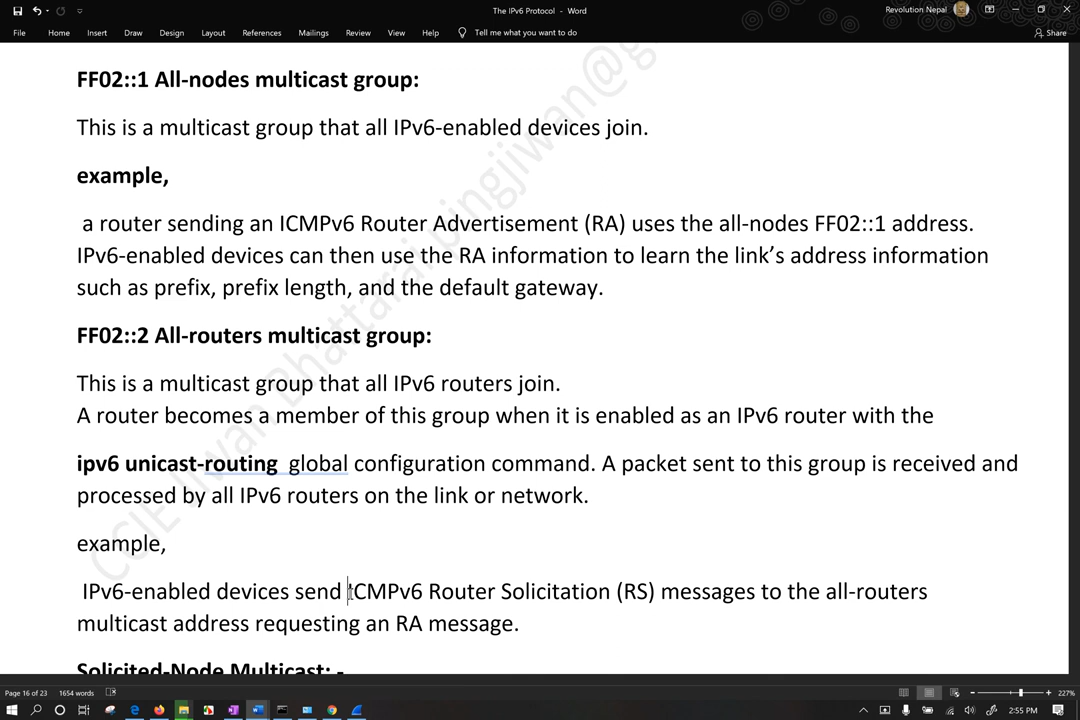 The IPv6 Protocol - Word
Revolution Nepal
File Home Insert Draw Design Layout References Mailings Review View Help Tell me what you want to do Share
FF02::1 All-nodes multicast group:
This is a multicast group that all IPv6-enabled devices join.
example,
a router sending an ICMPv6 Router Advertisement (RA) uses the all-nodes FF02::1 address.
IPv6-enabled devices can then use the RA information to learn the link's address information
such as prefix, prefix length, and the default gateway.
FF02::2 All-routers multicast group:
This is a multicast group that all IPv6 routers join.
A router becomes a member of this group when it is enabled as an IPv6 router with the
ipv6 unicast-routing global configuration command. A packet sent to this group is received and
processed by all IPv6 routers on the link or network.
example,
IPv6-enabled devices send ICMPv6 Router Solicitation (RS) messages to the all-routers
multicast address requesting an RA message.
Solicited-Node Multicast: -
CCIE Jiwan Bhattarai pingjiwan@g
Page 16 of 23 1654 words 227%
2:55 PM